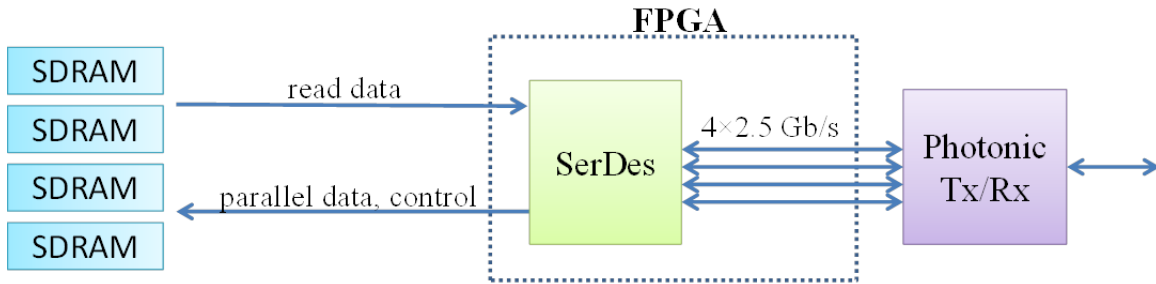 FPGA
SDRAM
SDRAM
SDRAM
SDRAM
read data
parallel data, control
SerDes
4×2.5 Gb/s
Photonic
Tx/Rx